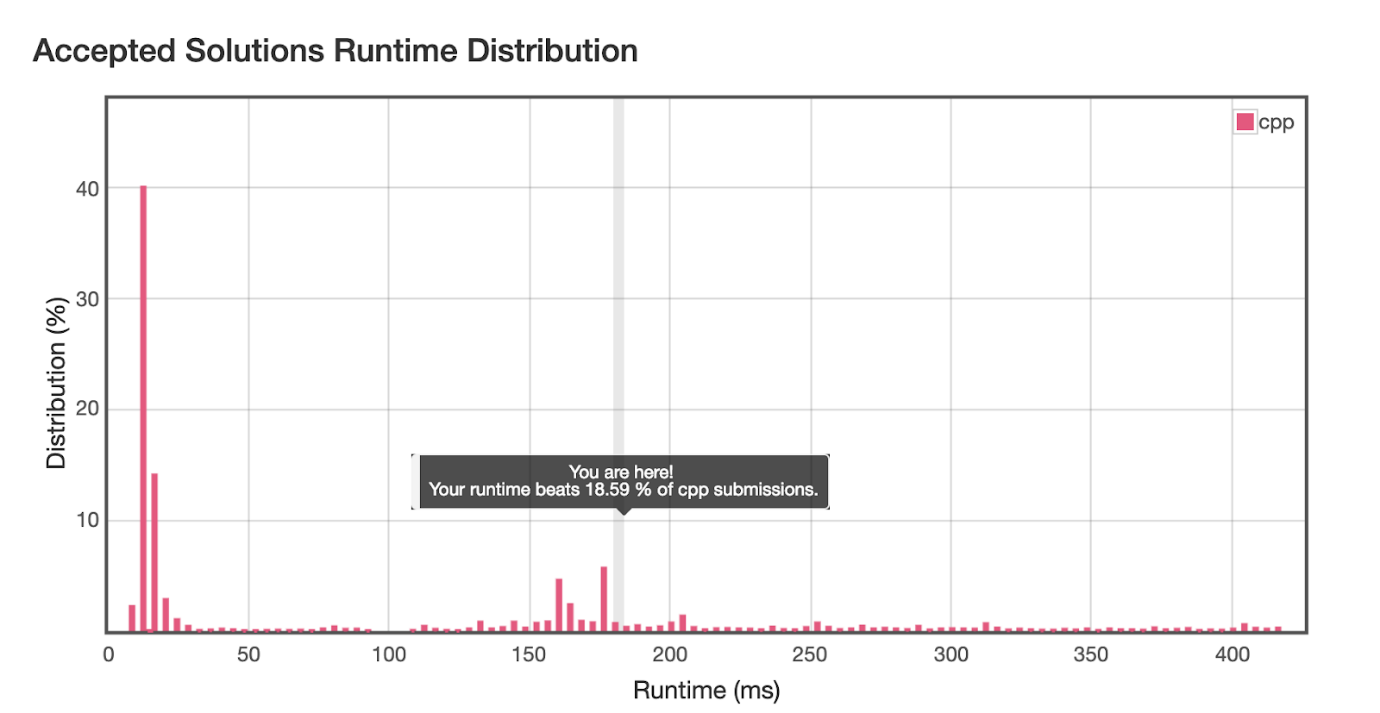 Accepted Solutions Runtime Distribution
cpp
Distribution (%)
40
30
20
10
You are here!
Your runtime beats 18.59 % of cpp submissions.
0 50 100 150 200 250 300 350 400
Runtime (ms)